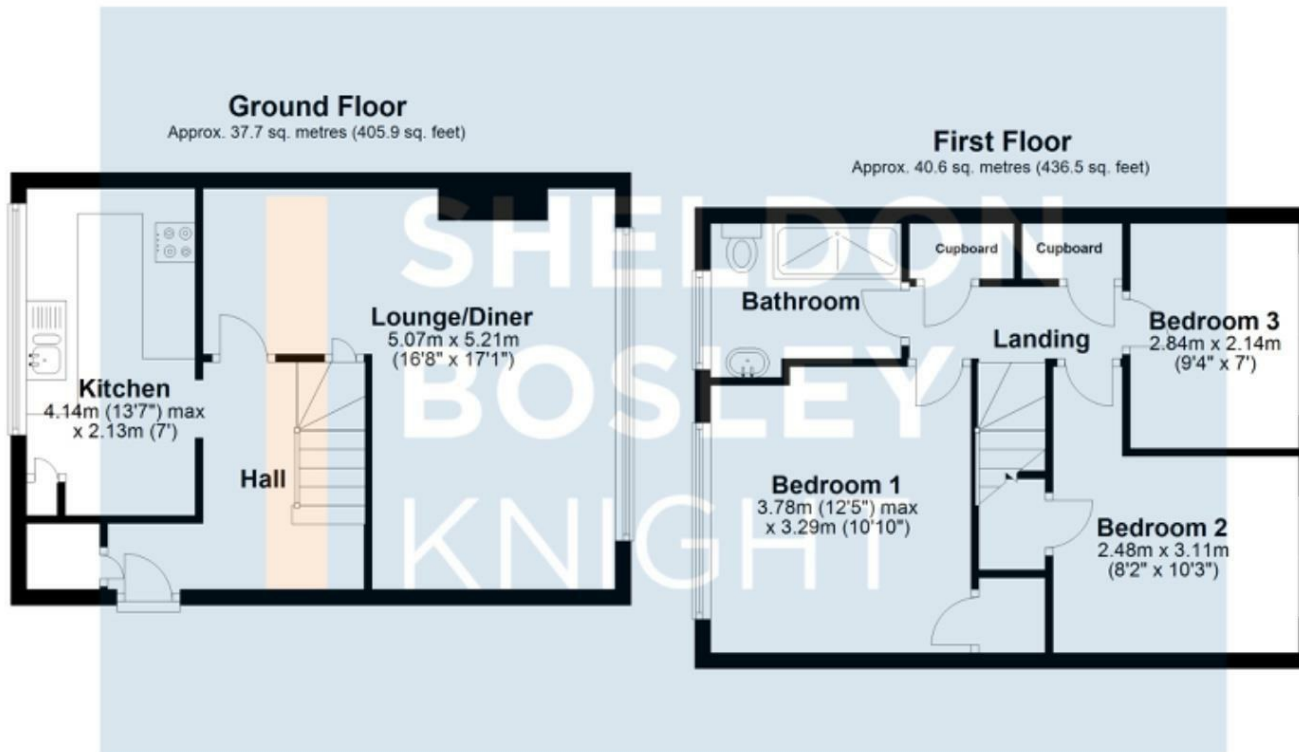 Ground Floor
Approx. 37.7 sq. metres (405.9 sq. feet)
Kitchen
4.14m (13'7") max
x 2.13m (7')
Hall
Lounge/Diner
5.07m x 5.21m
(16'8" x 17'1")
First Floor
Approx. 40.6 sq. metres (436.5 sq. feet)
Bathroom
Cupboard
Cupboard
Landing
Bedroom 3
2.84m x 2.14m
(9'4" x 7')
Bedroom 1
3.78m (12'5") max
x 3.29m (10'10")
Bedroom 2
2.48m x 3.11m
(8'2" x 10'3")
SHELDON
BOSLEY
KNIGHT